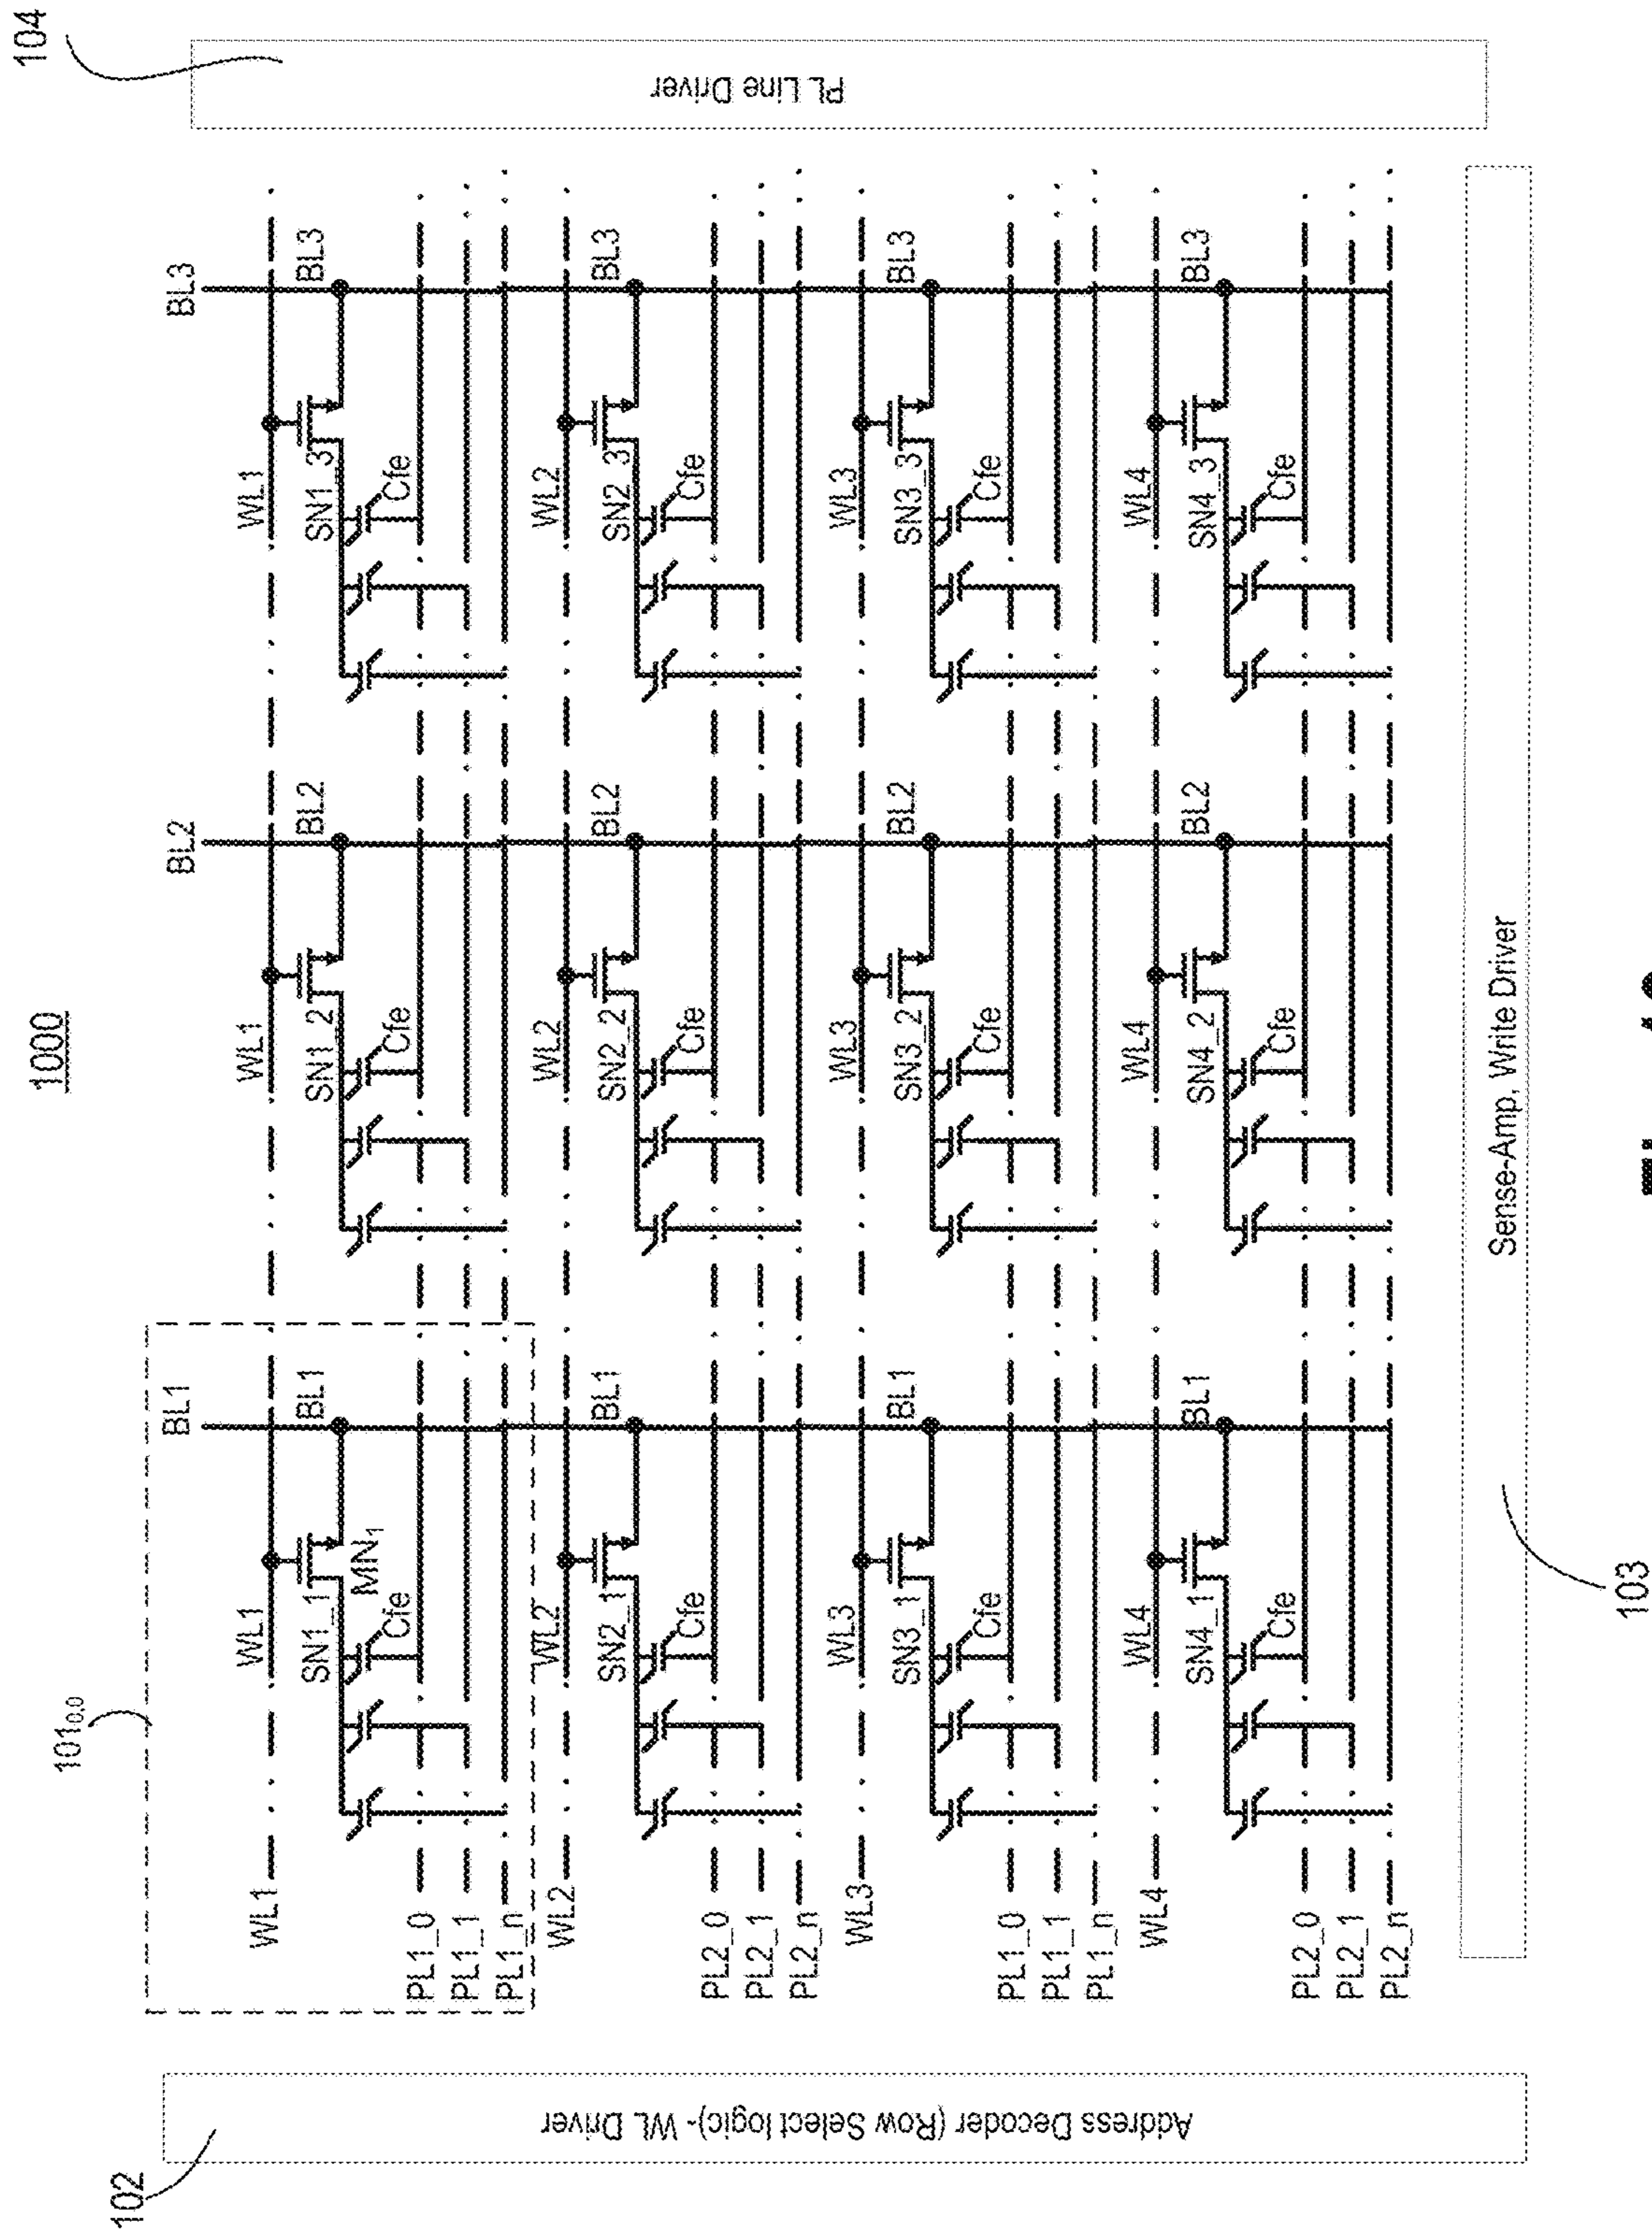 1000
104
PL Line Driver
102
Address Decoder (Row Select logic)- WL Driver
101₀,₀
BL1
BL2
BL3
WL1
WL1
WL1
WL1
SN1_1
MN₁
Cfe
BL1
SN1_2
Cfe
BL2
SN1_3
Cfe
BL3
PL1_0
PL1_1
PL1_n
WL2
WL2
WL2
WL2
SN2_1
Cfe
BL1
SN2_2
Cfe
BL2
SN2_3
Cfe
BL3
PL2_0
PL2_1
PL2_n
WL3
WL3
WL3
WL3
SN3_1
Cfe
BL1
SN3_2
Cfe
BL2
SN3_3
Cfe
BL3
PL1_0
PL1_1
PL1_n
WL4
WL4
WL4
WL4
SN4_1
Cfe
BL1
SN4_2
Cfe
BL2
SN4_3
Cfe
BL3
PL2_0
PL2_1
PL2_n
Sense-Amp, Write Driver
103